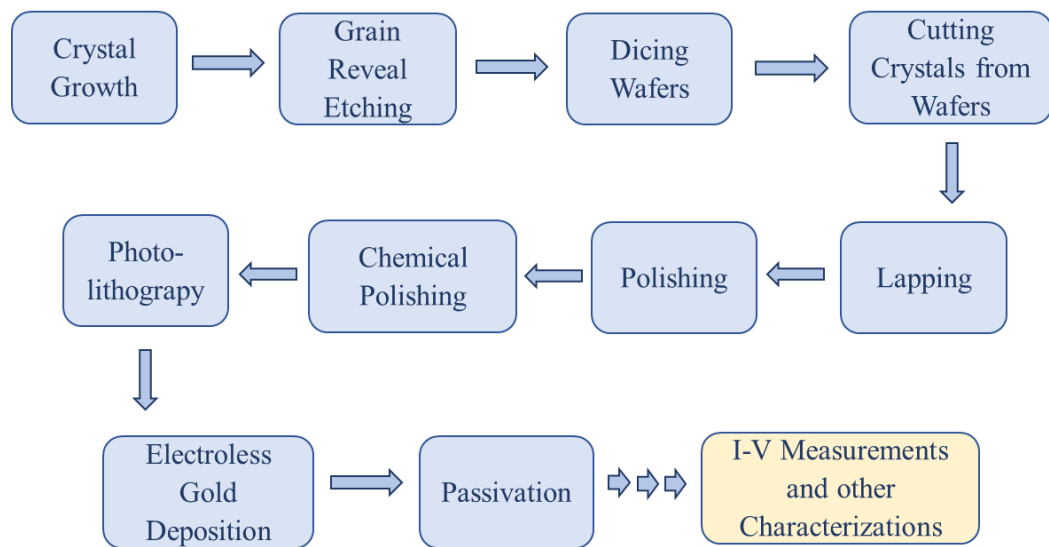 Crystal
Growth
Grain
Reveal
Etching
Dicing
Wafers
Cutting
Crystals from
Wafers
Lapping
Polishing
Chemical
Polishing
Photo-
lithograpy
Electroless
Gold
Deposition
Passivation
I-V Measurements
and other
Characterizations